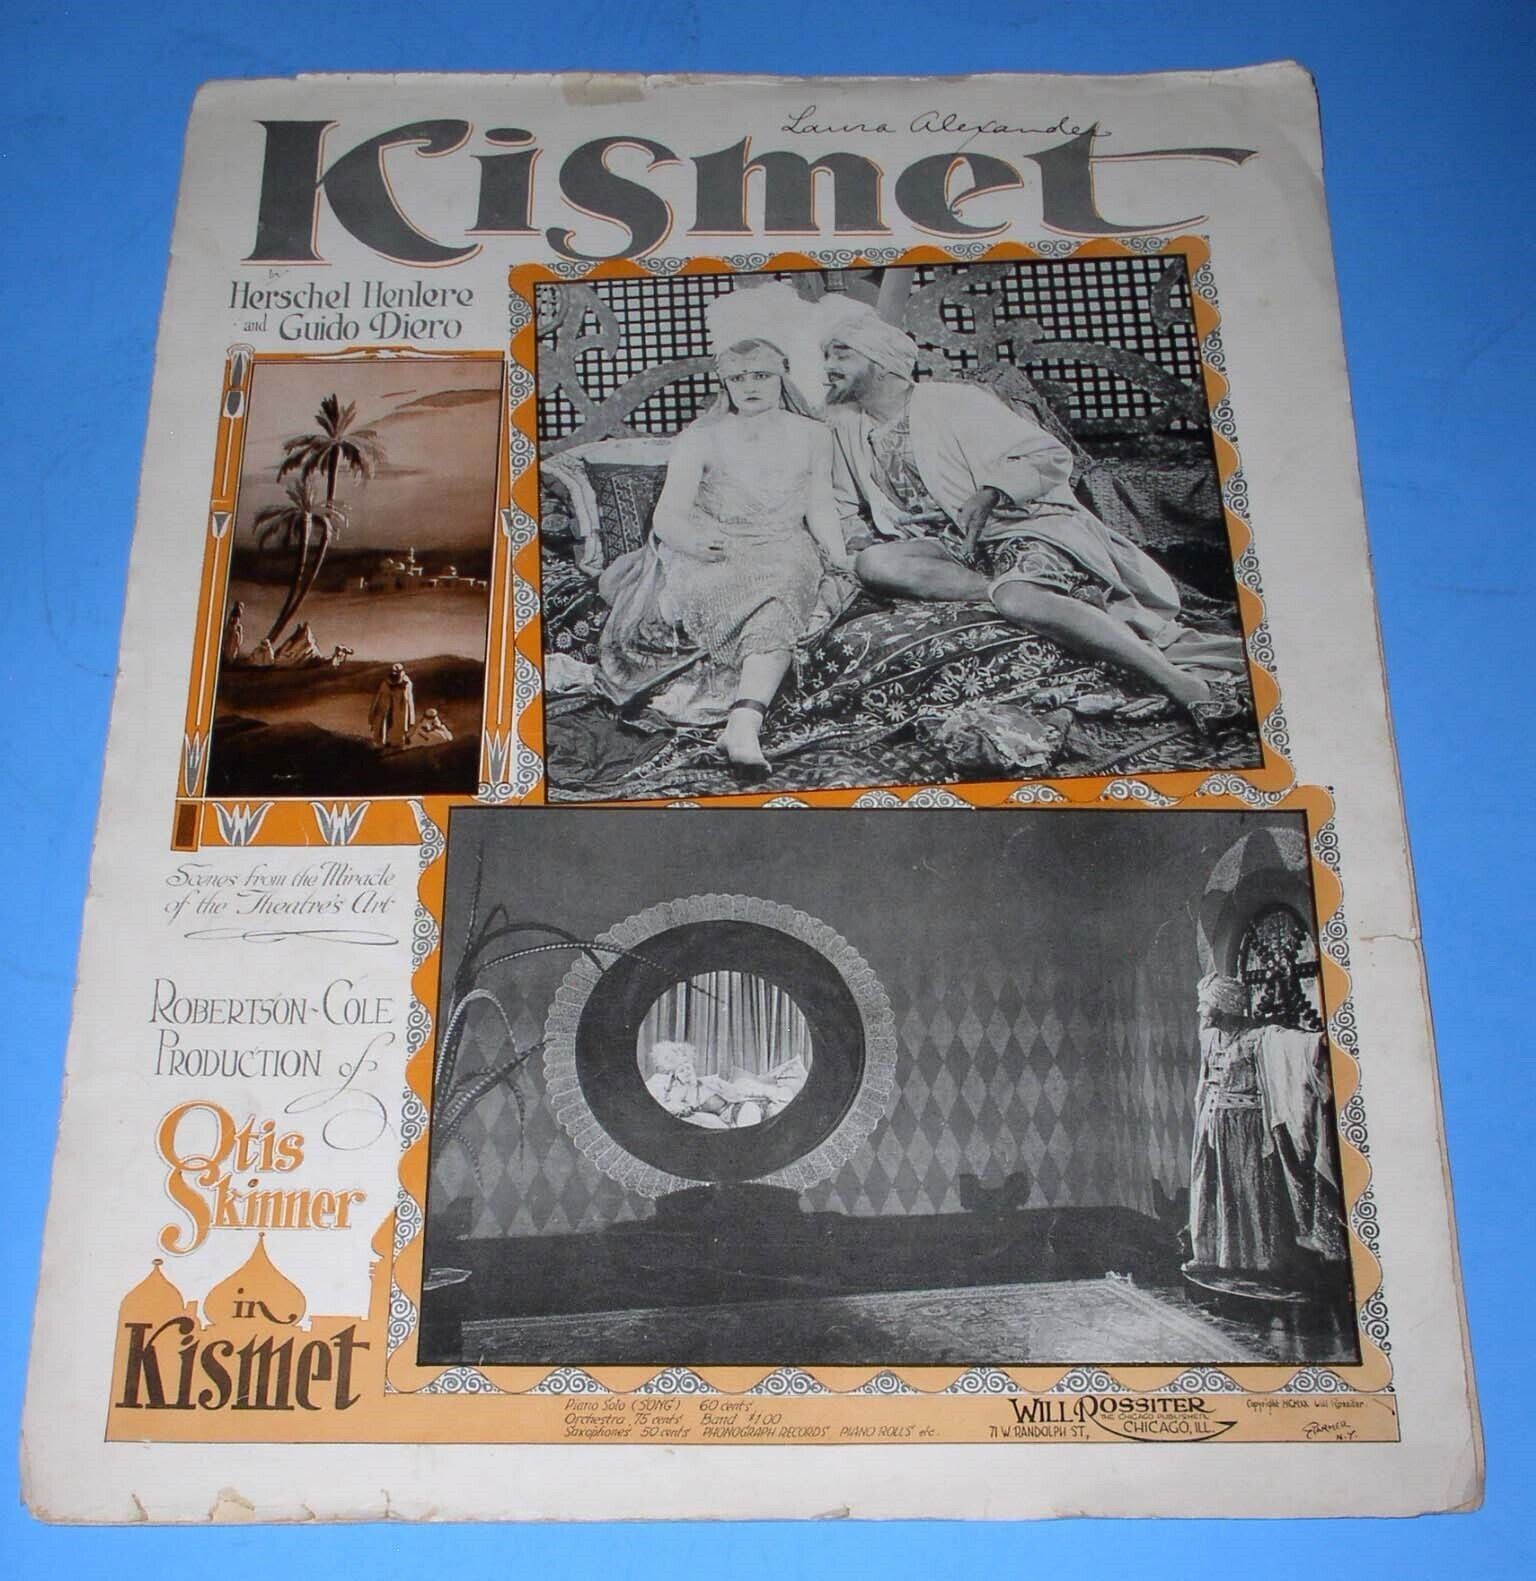 Laura Alexander
Kismet
by
Herschel Henlere
and Guido Diero
Scenes from the Miracle
of the Theatre's Art
ROBERTSON-COLE
PRODUCTION of
Otis
Skinner
in
Kismet
Piano Solo (SONG) 60 cents
Orchestra 75 cents Band $1.00
Saxophones 50 cents PHONOGRAPH RECORDS PIANO ROLLS etc.
WILL ROSSITER
THE CHICAGO PUBLISHER
71 W. RANDOLPH ST, CHICAGO, ILL.
Copyright MCMXX Will Rossiter
N.Y.